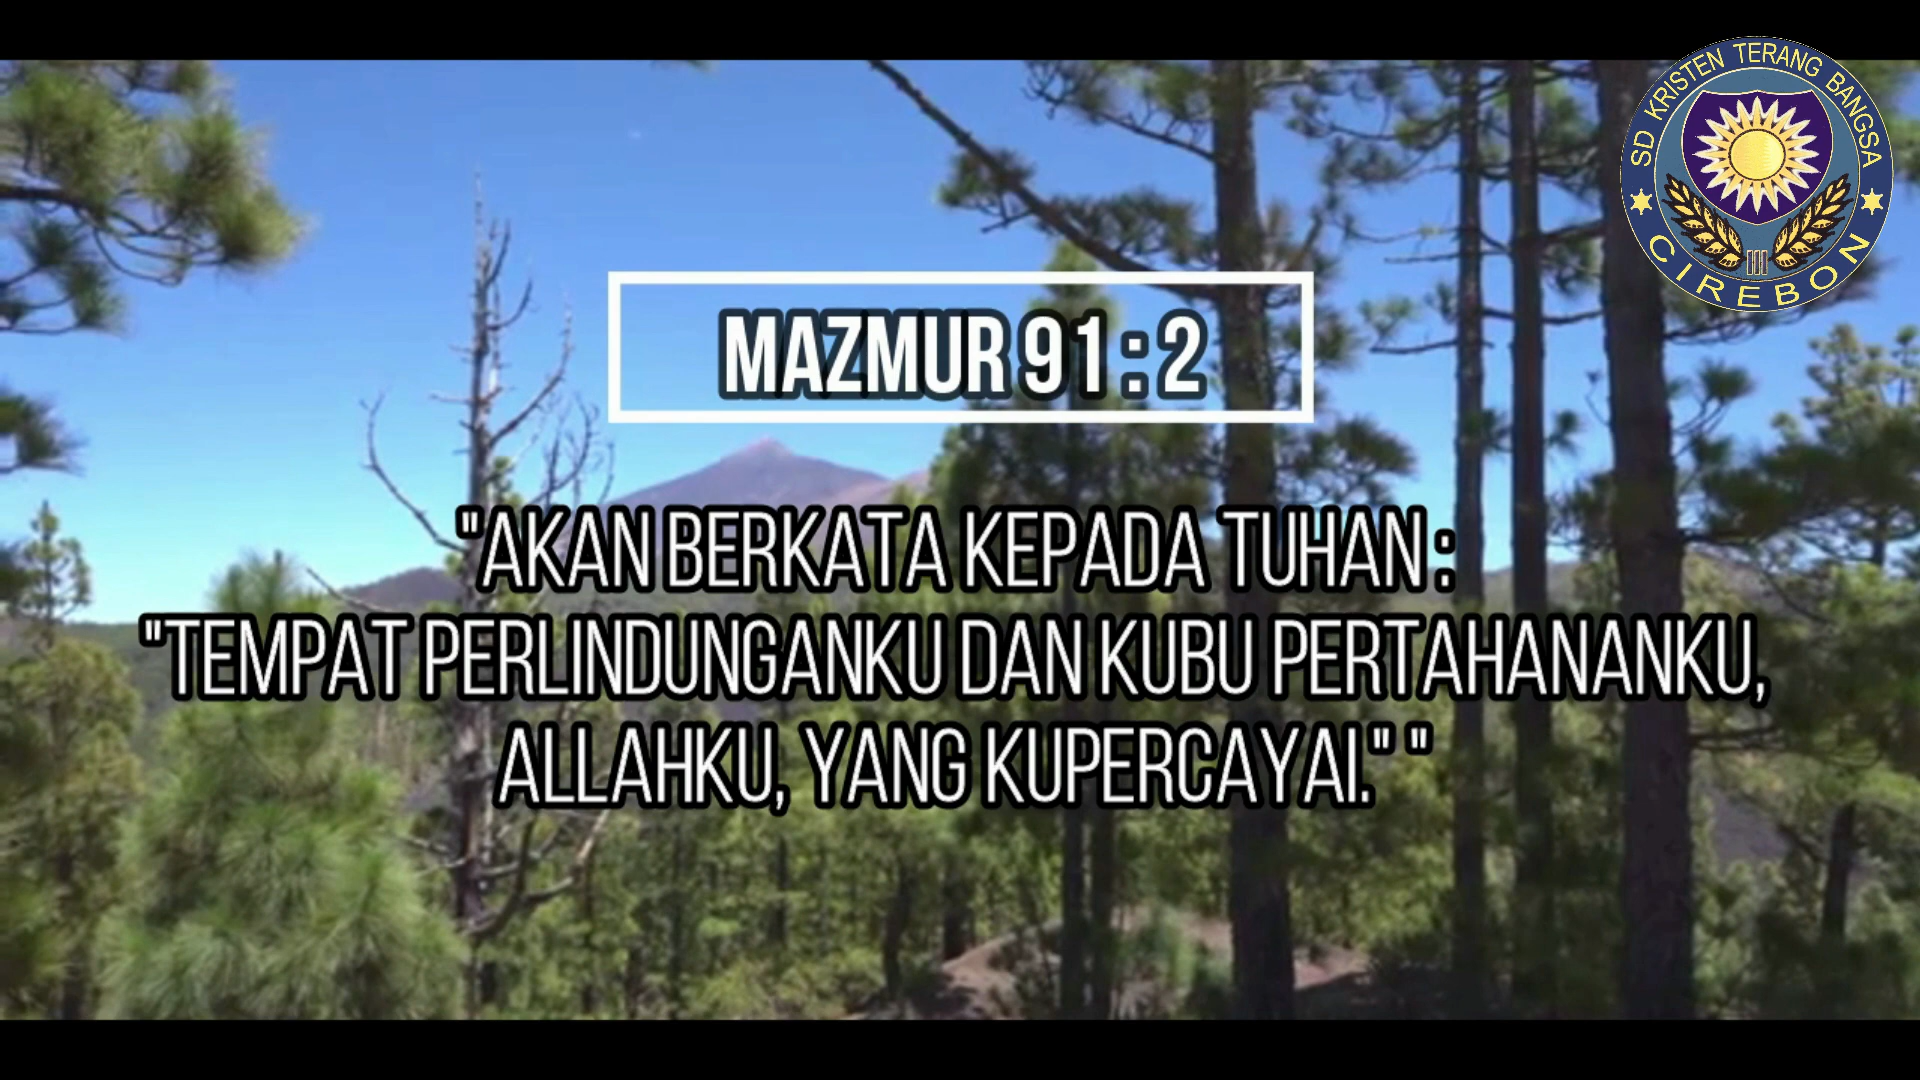 SD KRISTEN TERANG BANGSA
CIREBON
MAZMUR 91 : 2
"AKAN BERKATA KEPADA TUHAN :
"TEMPAT PERLINDUNGANKU DAN KUBU PERTAHANANKU,
ALLAHKU, YANG KUPERCAYAI." "